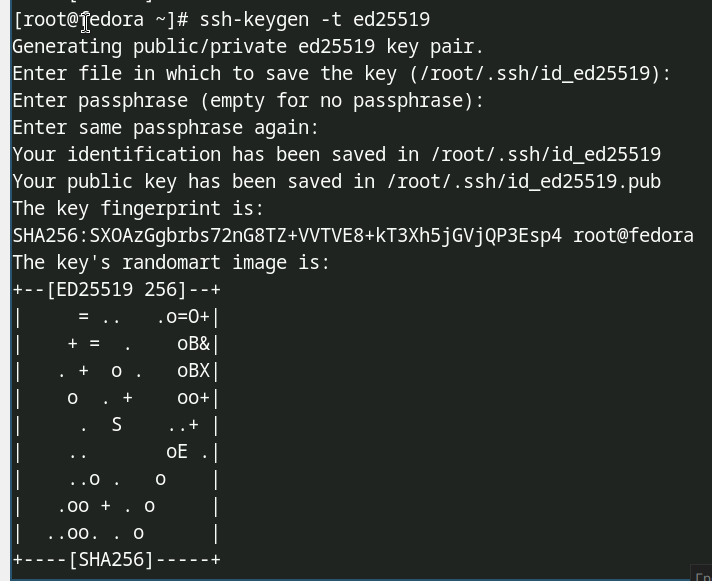 [root@fedora ~]# ssh-keygen -t ed25519
Generating public/private ed25519 key pair.
Enter file in which to save the key (/root/.ssh/id_ed25519):
Enter passphrase (empty for no passphrase):
Enter same passphrase again:
Your identification has been saved in /root/.ssh/id_ed25519
Your public key has been saved in /root/.ssh/id_ed25519.pub
The key fingerprint is:
SHA256:SXOAzGgbrbs72nG8TZ+VVTVE8+kT3Xh5jGVjQP3Esp4 root@fedora
The key's randomart image is:
+--[ED25519 256]--+
|     = ..   .o=O+|
|    + =  .    oB&|
|   . +  o .   oBX|
|    o  . +    oo+|
|     .  S    ..+ |
|    ..       oE .|
|    ..o .   o    |
|   .oo + . o     |
|  ..oo. . o      |
+----[SHA256]-----+